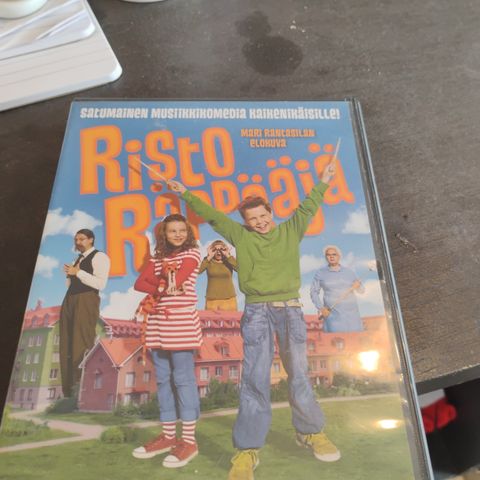 Satumainen musiikkikomedia kaikenikäisille!
Risto
Mari Rantasilan
elokuva
Räppääjä